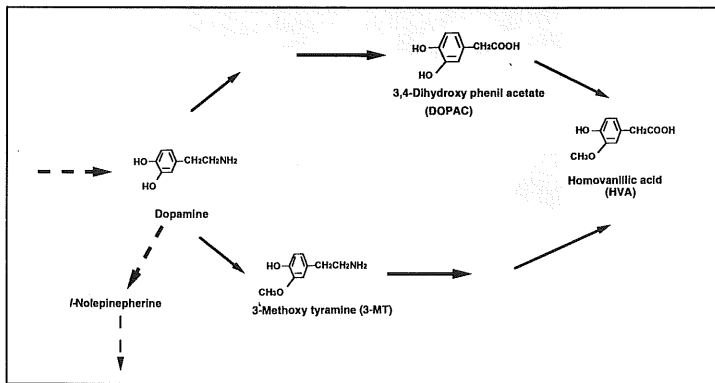 HO
CH2COOH
HO
3,4-Dihydroxy phenil acetate
(DOPAC)
HO
CH2COOH
CH3O
Homovanillic acid
(HVA)
HO
CH2CH2NH2
HO
Dopamine
HO
CH2CH2NH2
CH3O
3-Methoxy tyramine (3-MT)
l-Nolepinepherine